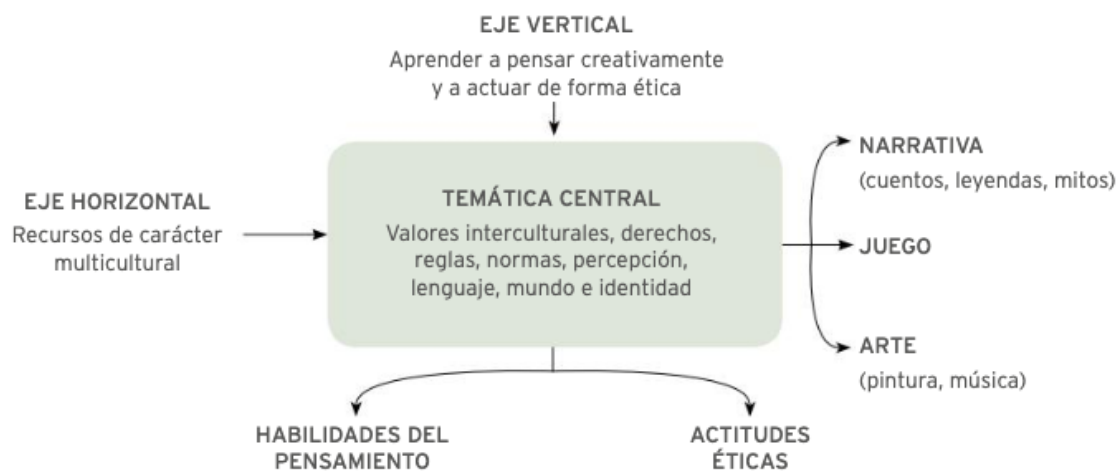 EJE VERTICAL
Aprender a pensar creativamente
y a actuar de forma ética
EJE HORIZONTAL
Recursos de carácter
multicultural
TEMÁTICA CENTRAL
Valores interculturales, derechos,
reglas, normas, percepción,
lenguaje, mundo e identidad
NARRATIVA
(cuentos, leyendas, mitos)
JUEGO
ARTE
(pintura, música)
HABILIDADES DEL
PENSAMIENTO
ACTITUDES
ÉTICAS